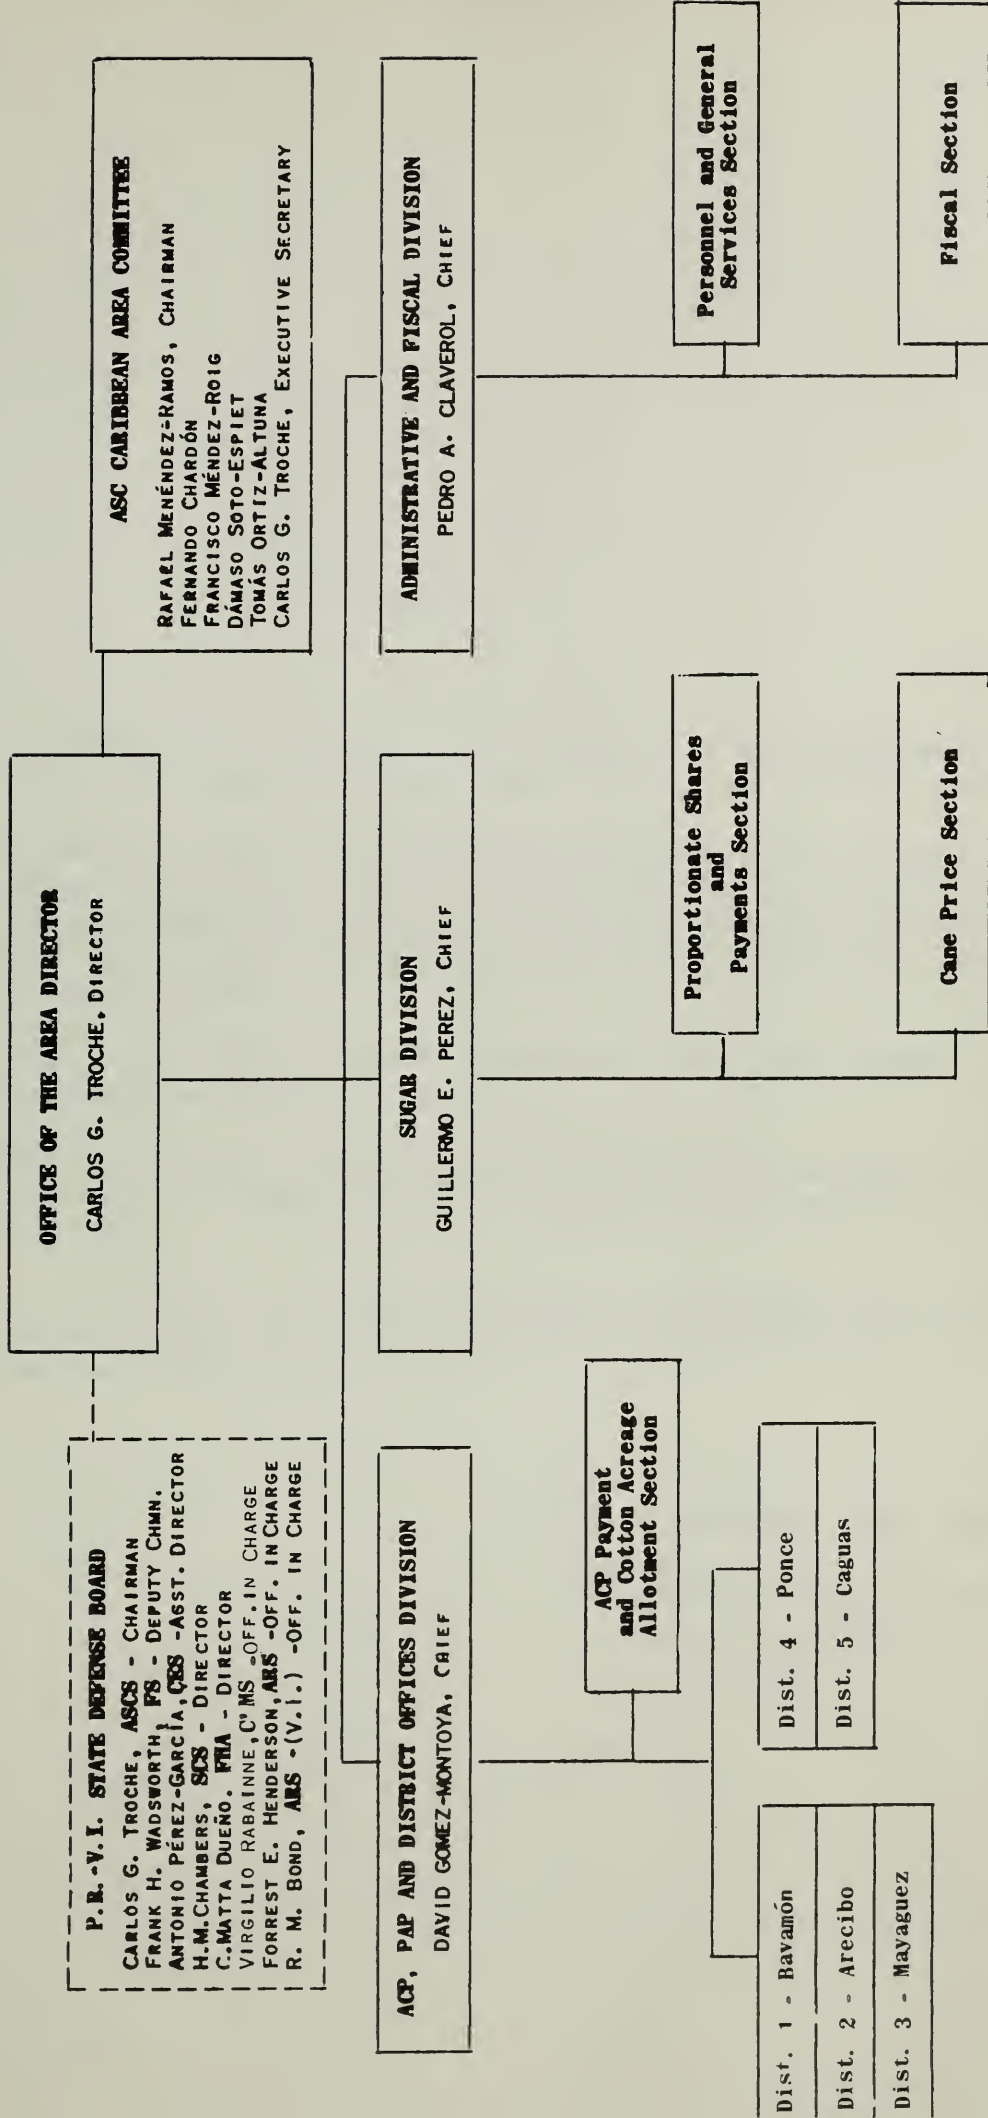 OFFICE OF THE AREA DIRECTOR
CARLOS G. TROCHE, DIRECTOR
P.R.-V.I. STATE DEFENSE BOARD
CARLOS G. TROCHE, ASCS - CHAIRMAN
FRANK H. WADSWORTH, FS - DEPUTY CHMN.
ANTONIO PÉREZ-GARCÍA, CES -ASST. DIRECTOR
H.M.CHAMBERS, SCS - DIRECTOR
C.MATTA DUEÑO. FHA - DIRECTOR
VIRGILIO RABAINNE, C'MS -OFF. IN CHARGE
FORREST E. HENDERSON, ARS -OFF. IN CHARGE
R. M. BOND, ARS -(V.I.) -OFF. IN CHARGE
ASC CARIBBEAN AREA COMMITTEE
RAFAEL MENÉNDEZ-RAMOS, CHAIRMAN
FERNANDO CHARDÓN
FRANCISCO MÉNDEZ-ROIG
DÁMASO SOTO-ESPIET
TOMÁS ORTIZ-ALTUNA
CARLOS G. TROCHE, EXECUTIVE SECRETARY
ACP, PAP AND DISTRICT OFFICES DIVISION
DAVID GOMEZ-MONTOYA, CHIEF
SUGAR DIVISION
GUILLERMO E. PEREZ, CHIEF
ADMINISTRATIVE AND FISCAL DIVISION
PEDRO A. CLAVEROL, CHIEF
ACP Payment
and Cotton Acreage
Allotment Section
Proportionate Shares
and
Payments Section
Personnel and General
Services Section
Dist. 1 - Bavamón
Dist. 2 - Arecibo
Dist. 3 - Mayaguez
Dist. 4 - Ponce
Dist. 5 - Caguas
Cane Price Section
Fiscal Section